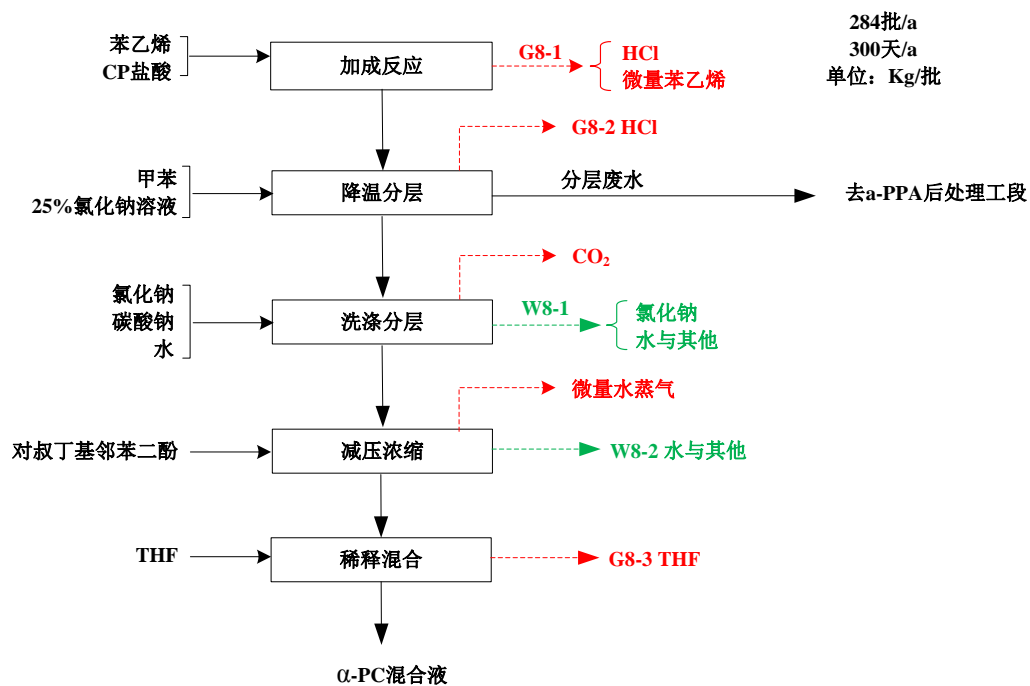 284批/a
300天/a
单位：Kg/批
苯乙烯
CP盐酸
加成反应
G8-1
HCl
微量苯乙烯
G8-2 HCl
甲苯
25%氯化钠溶液
降温分层
分层废水
去a-PPA后处理工段
CO₂
氯化钠
碳酸钠
水
洗涤分层
W8-1
氯化钠
水与其他
微量水蒸气
对叔丁基邻苯二酚
减压浓缩
W8-2 水与其他
THF
稀释混合
G8-3 THF
α-PC混合液